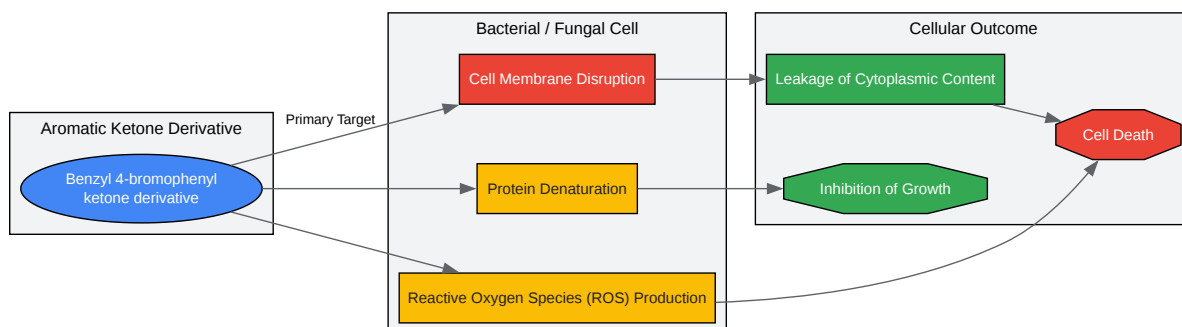 Aromatic Ketone Derivative
Benzyl 4-bromophenyl
ketone derivative
Primary Target
Bacterial / Fungal Cell
Cell Membrane Disruption
Protein Denaturation
Reactive Oxygen Species (ROS) Production
Cellular Outcome
Leakage of Cytoplasmic Content
Cell Death
Inhibition of Growth